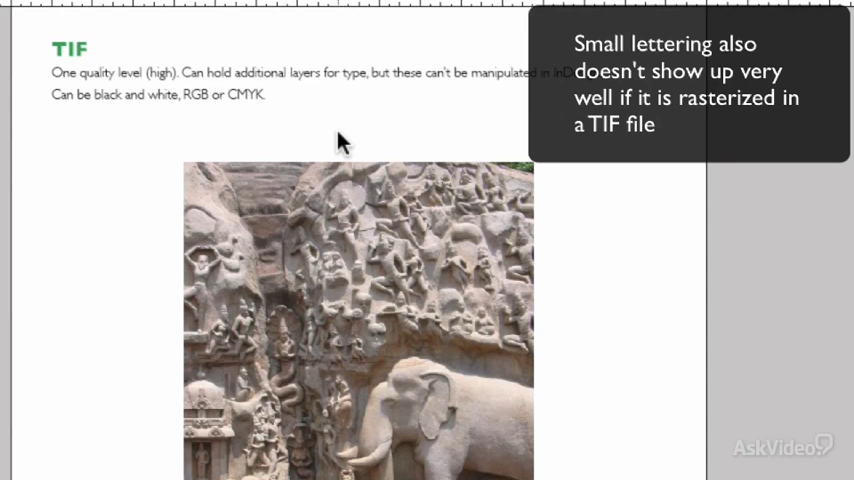 TIF
One quality level (high). Can hold additional layers for type, but these can't be manipulated in InD
Can be black and white, RGB or CMYK.
Small lettering also
doesn't show up very
well if it is rasterized in
a TIF file
AskVideo